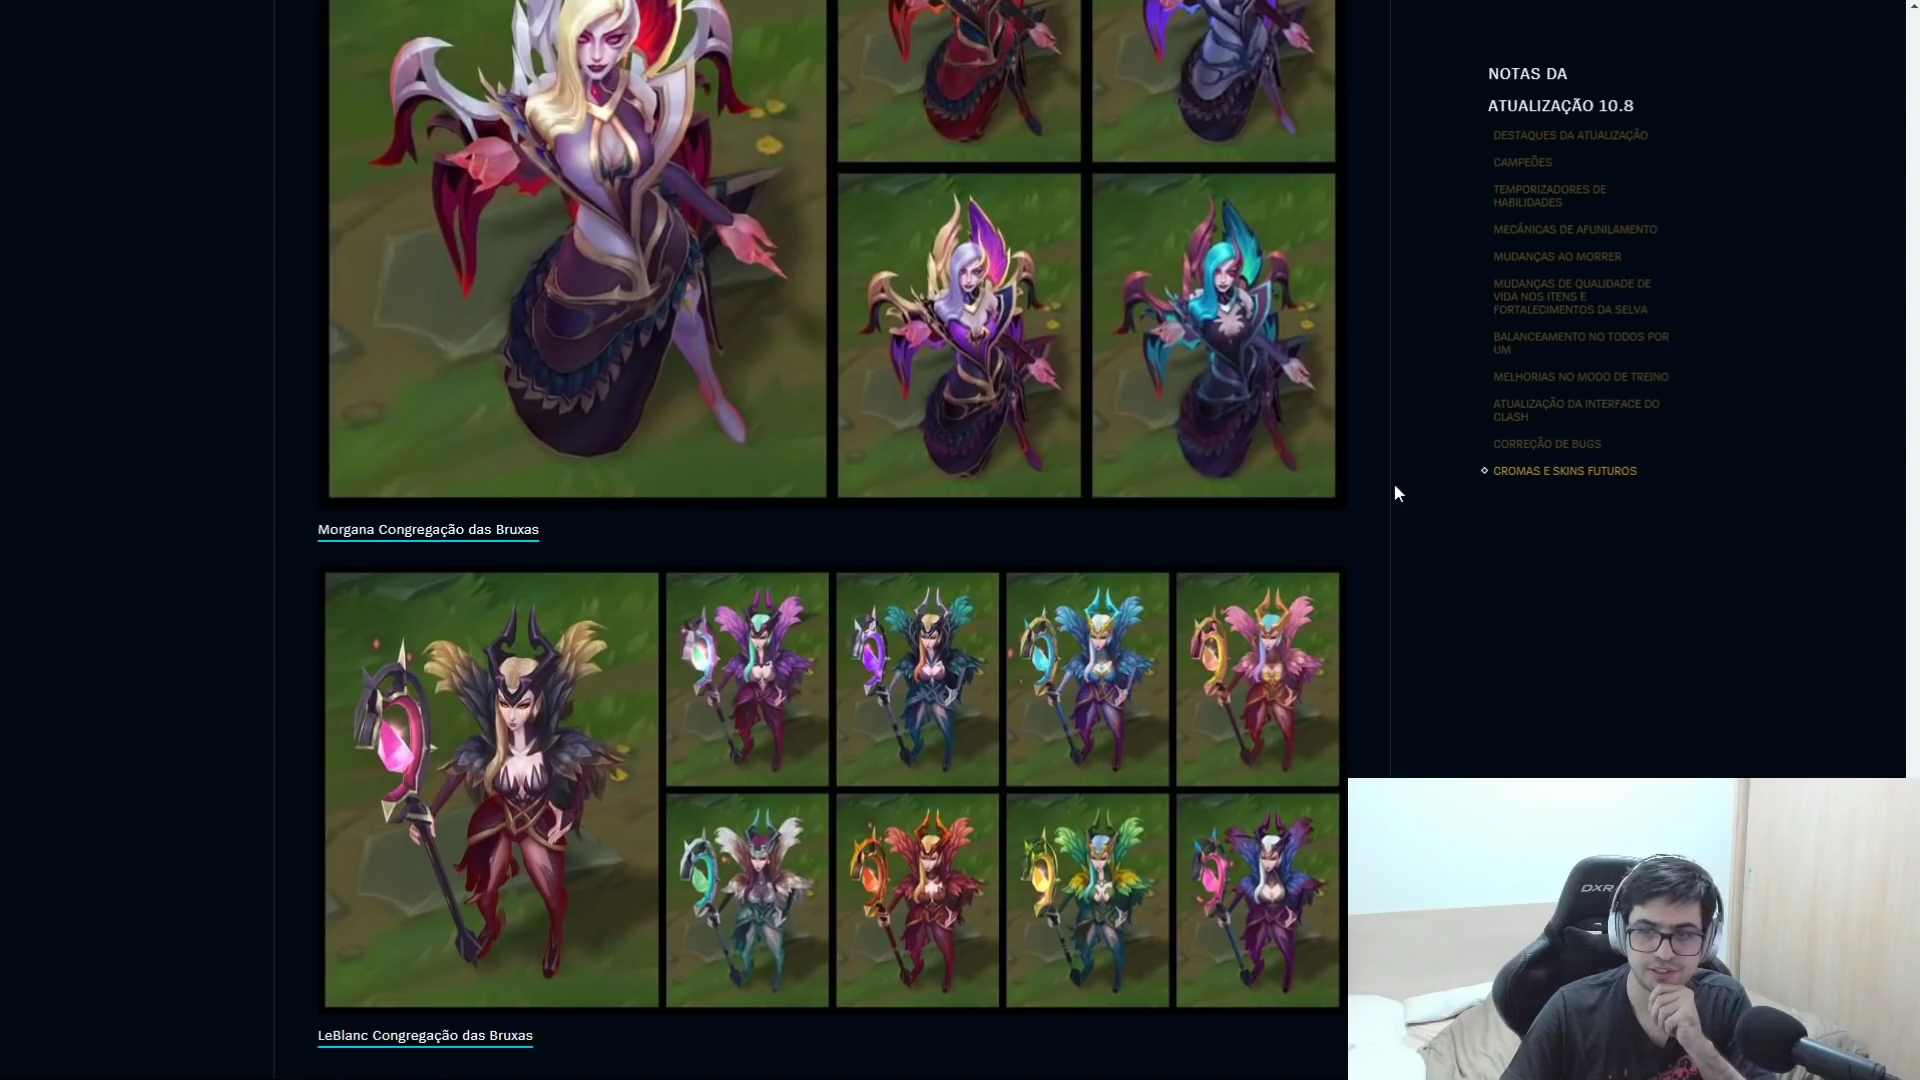 Morgana Congregação das Bruxas
LeBlanc Congregação das Bruxas
NOTAS DA
ATUALIZAÇÃO 10.8
DESTAQUES DA ATUALIZAÇÃO
CAMPEÕES
TEMPORIZADORES DE
HABILIDADES
MECÂNICAS DE AFUNILAMENTO
MUDANÇAS AO MORRER
MUDANÇAS DE QUALIDADE DE
VIDA NOS ITENS E
FORTALECIMENTOS DA SELVA
BALANCEAMENTO NO TODOS POR
UM
MELHORIAS NO MODO DE TREINO
ATUALIZAÇÃO DA INTERFACE DO
CLASH
CORREÇÃO DE BUGS
CROMAS E SKINS FUTUROS
DXR